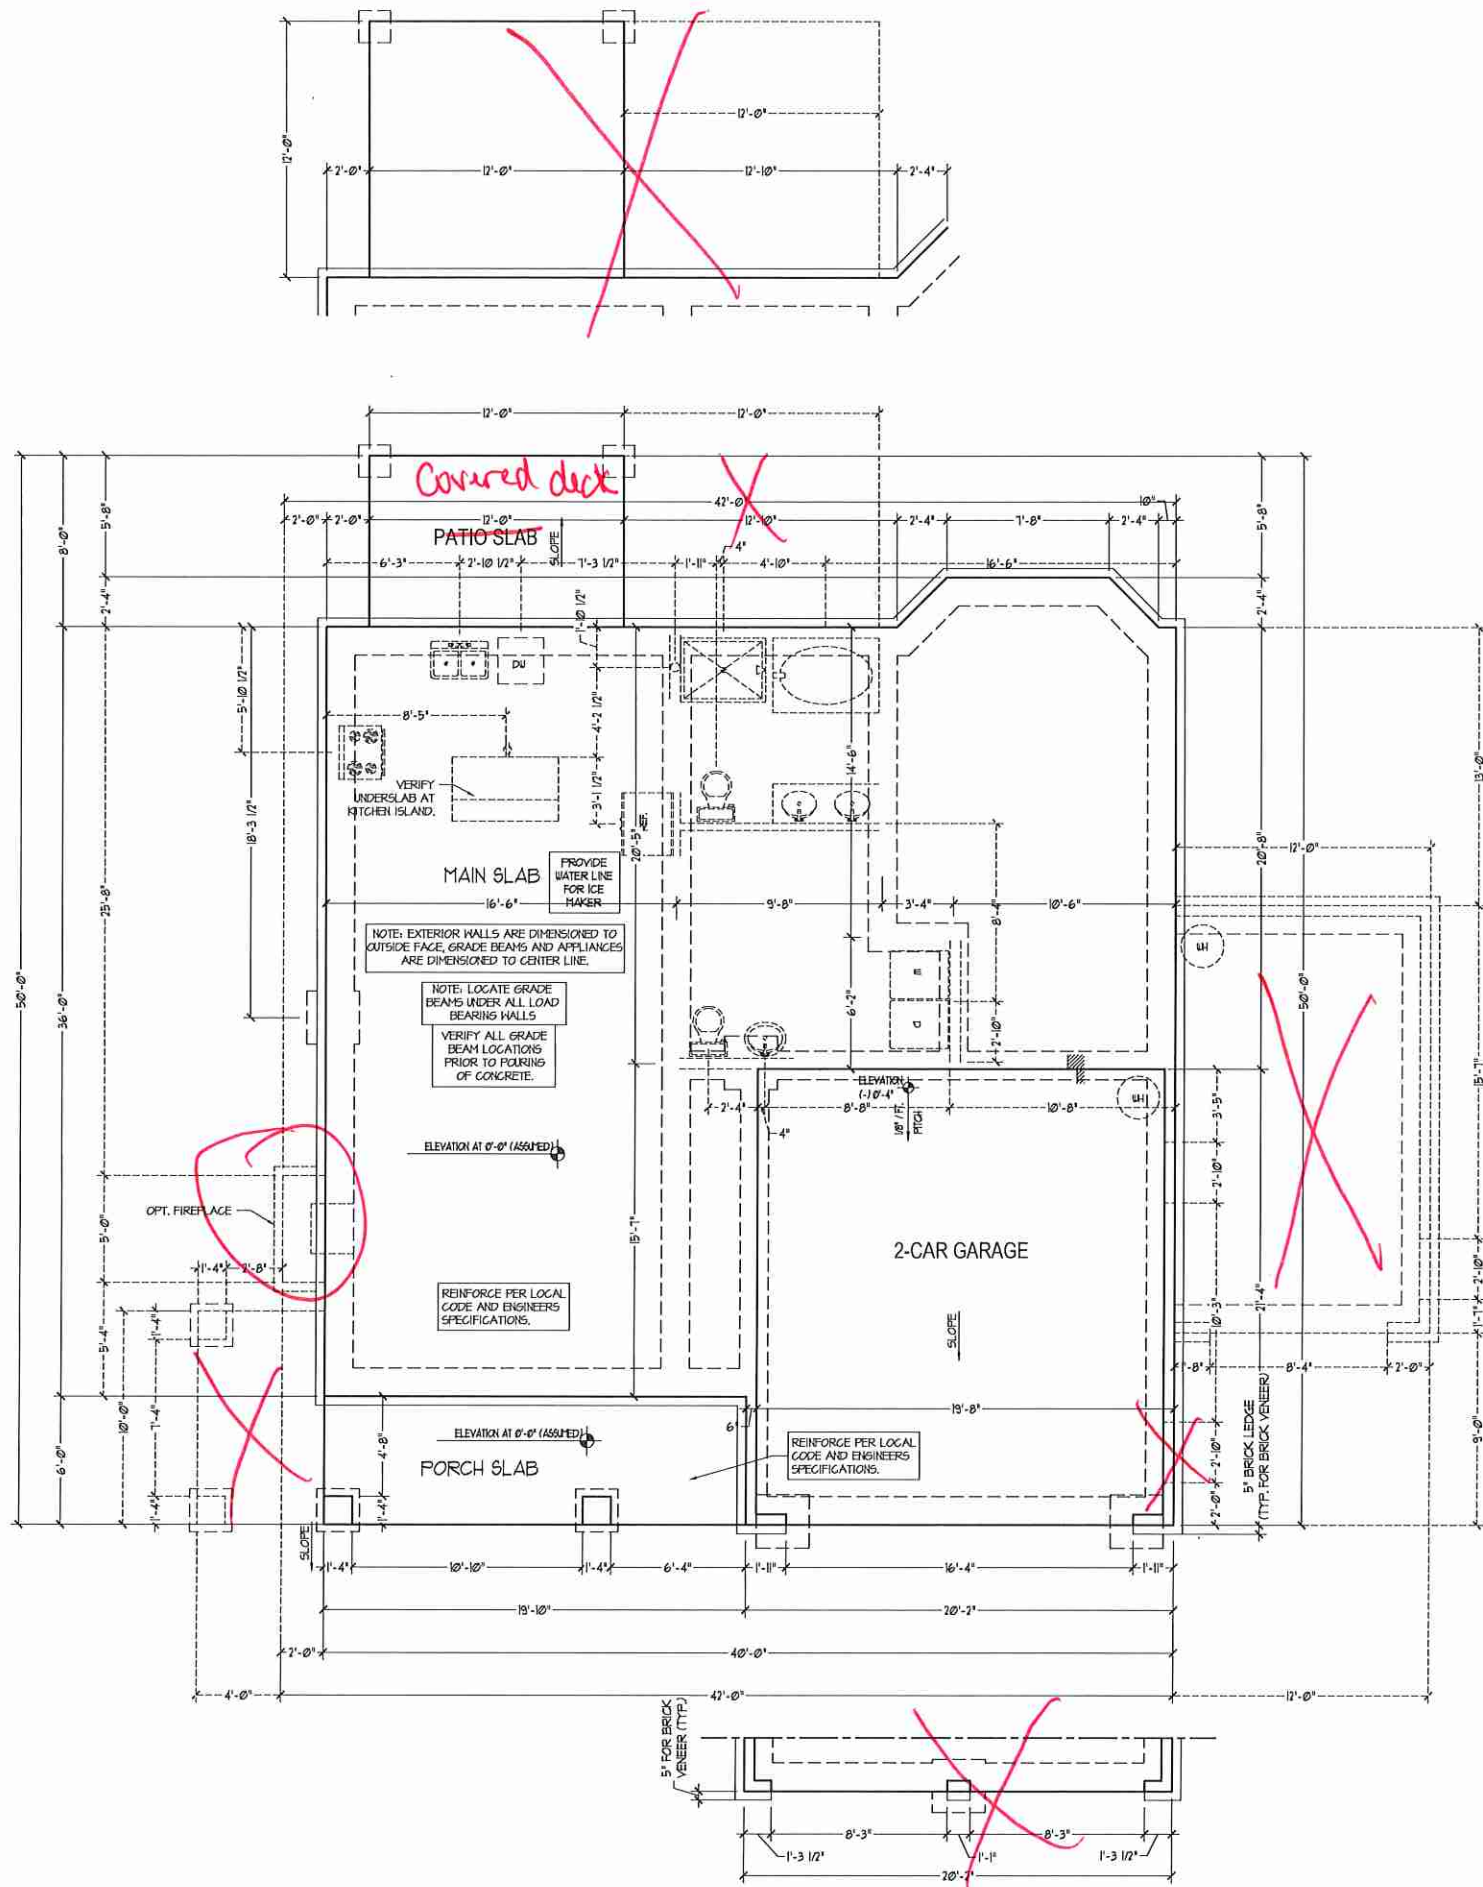 12'-0"
12'-0"
2'-0"
12'-0"
12'-10"
2'-4"
12'-0"
12'-0"
Covered deck
42'-0"
10"
2'-0"
2'-0"
12'-0"
12'-10"
2'-4"
7'-8"
2'-4"
PATIO SLAB
SLOPE
4"
6'-3"
2'-10 1/2"
7'-3 1/2"
1'-11"
4'-10"
16'-6"
5'-8"
8'-0"
2'-4"
5'-8"
2'-4"
1'-10 1/2"
DW
5'-10 1/2"
8'-5"
4'-2 1/2"
14'-6"
13'-0"
VERIFY
UNDERSLAB AT
KITCHEN ISLAND.
3'-1 1/2"
REF.
20'-5"
18'-3 1/2"
20'-8"
12'-0"
MAIN SLAB
PROVIDE
WATER LINE
FOR ICE
MAKER
25'-8"
16'-6"
9'-8"
3'-4"
8'-4"
10'-6"
NOTE: EXTERIOR WALLS ARE DIMENSIONED TO
OUTSIDE FACE, GRADE BEAMS AND APPLIANCES
ARE DIMENSIONED TO CENTER LINE.
WH
W
NOTE: LOCATE GRADE
BEAMS UNDER ALL LOAD
BEARING WALLS
50'-0"
36'-0"
6'-2"
D
50'-0"
VERIFY ALL GRADE
BEAM LOCATIONS
PRIOR TO POURING
OF CONCRETE.
2'-10"
15'-7"
ELEVATION
(-) 0'-4"
WH
2'-4"
8'-8"
1/8" / FT.
PITCH
10'-8"
3'-5"
4"
ELEVATION AT 0'-0" (ASSUMED)
2'-10"
OPT. FIREPLACE
5'-0"
15'-7"
2-CAR GARAGE
1'-4"
2'-8"
2'-10"
REINFORCE PER LOCAL
CODE AND ENGINEERS
SPECIFICATIONS.
10'-3"
21'-4"
1'-4"
5'-4"
SLOPE
1'-7"
8'-4"
2'-0"
10'-0"
7'-4"
19'-8"
6"
4'-8"
ELEVATION AT 0'-0" (ASSUMED)
PORCH SLAB
REINFORCE PER LOCAL
CODE AND ENGINEERS
SPECIFICATIONS.
6'-0"
2'-10"
9'-0"
5" BRICK LEDGE
(TYP. FOR BRICK VENEER)
1'-4"
1'-4"
2'-0"
SLOPE
1'-4"
10'-10"
1'-4"
6'-4"
1'-11"
16'-4"
1'-11"
19'-10"
20'-2"
2'-0"
40'-0"
4'-0"
42'-0"
12'-0"
5" FOR BRICK
VENEER (TYP.)
8'-3"
8'-3"
1'-3 1/2"
1'-1"
1'-3 1/2"
20'-2"